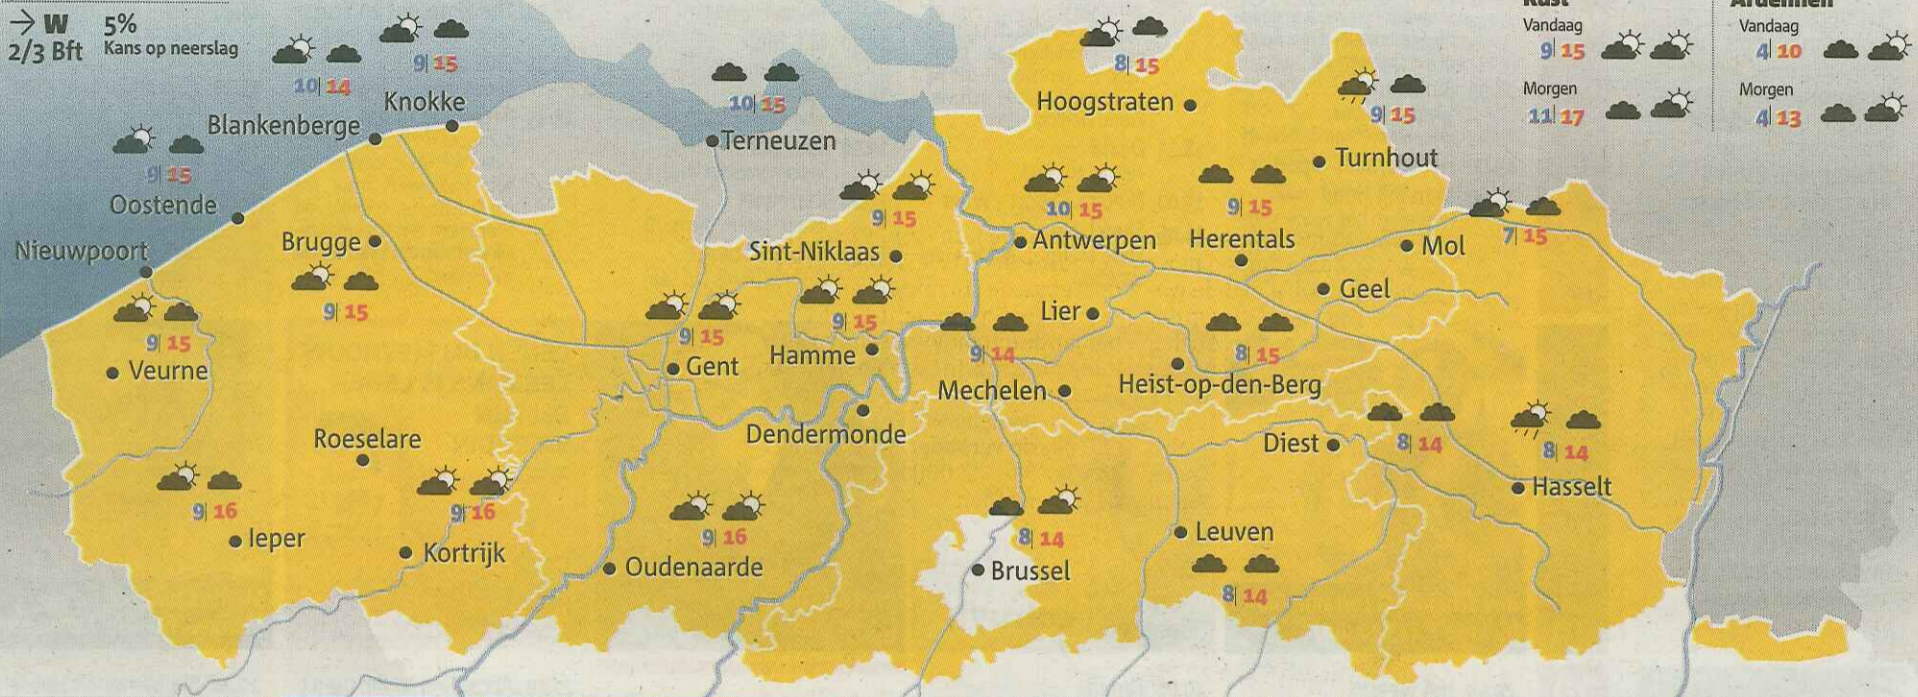 → W
2/3 Bft
5%
Kans op neerslag
Kust
Vandaag
9|15
Morgen
11|17
Ardennen
Vandaag
4|10
Morgen
4|13
10|14
Blankenberge
9|15
Knokke
9|15
Oostende
Nieuwpoort
Brugge
9|15
9|15
Veurne
Roeselare
9|16
Ieper
9|16
Kortrijk
10|15
Terneuzen
9|15
Sint-Niklaas
9|15
Gent
9|15
Hamme
Dendermonde
9|16
Oudenaarde
8|15
Hoogstraten
9|15
Turnhout
10|15
Antwerpen
9|15
Herentals
7|15
Mol
Geel
Lier
9|14
Mechelen
8|15
Heist-op-den-Berg
8|14
Diest
8|14
Hasselt
8|14
Brussel
Leuven
8|14